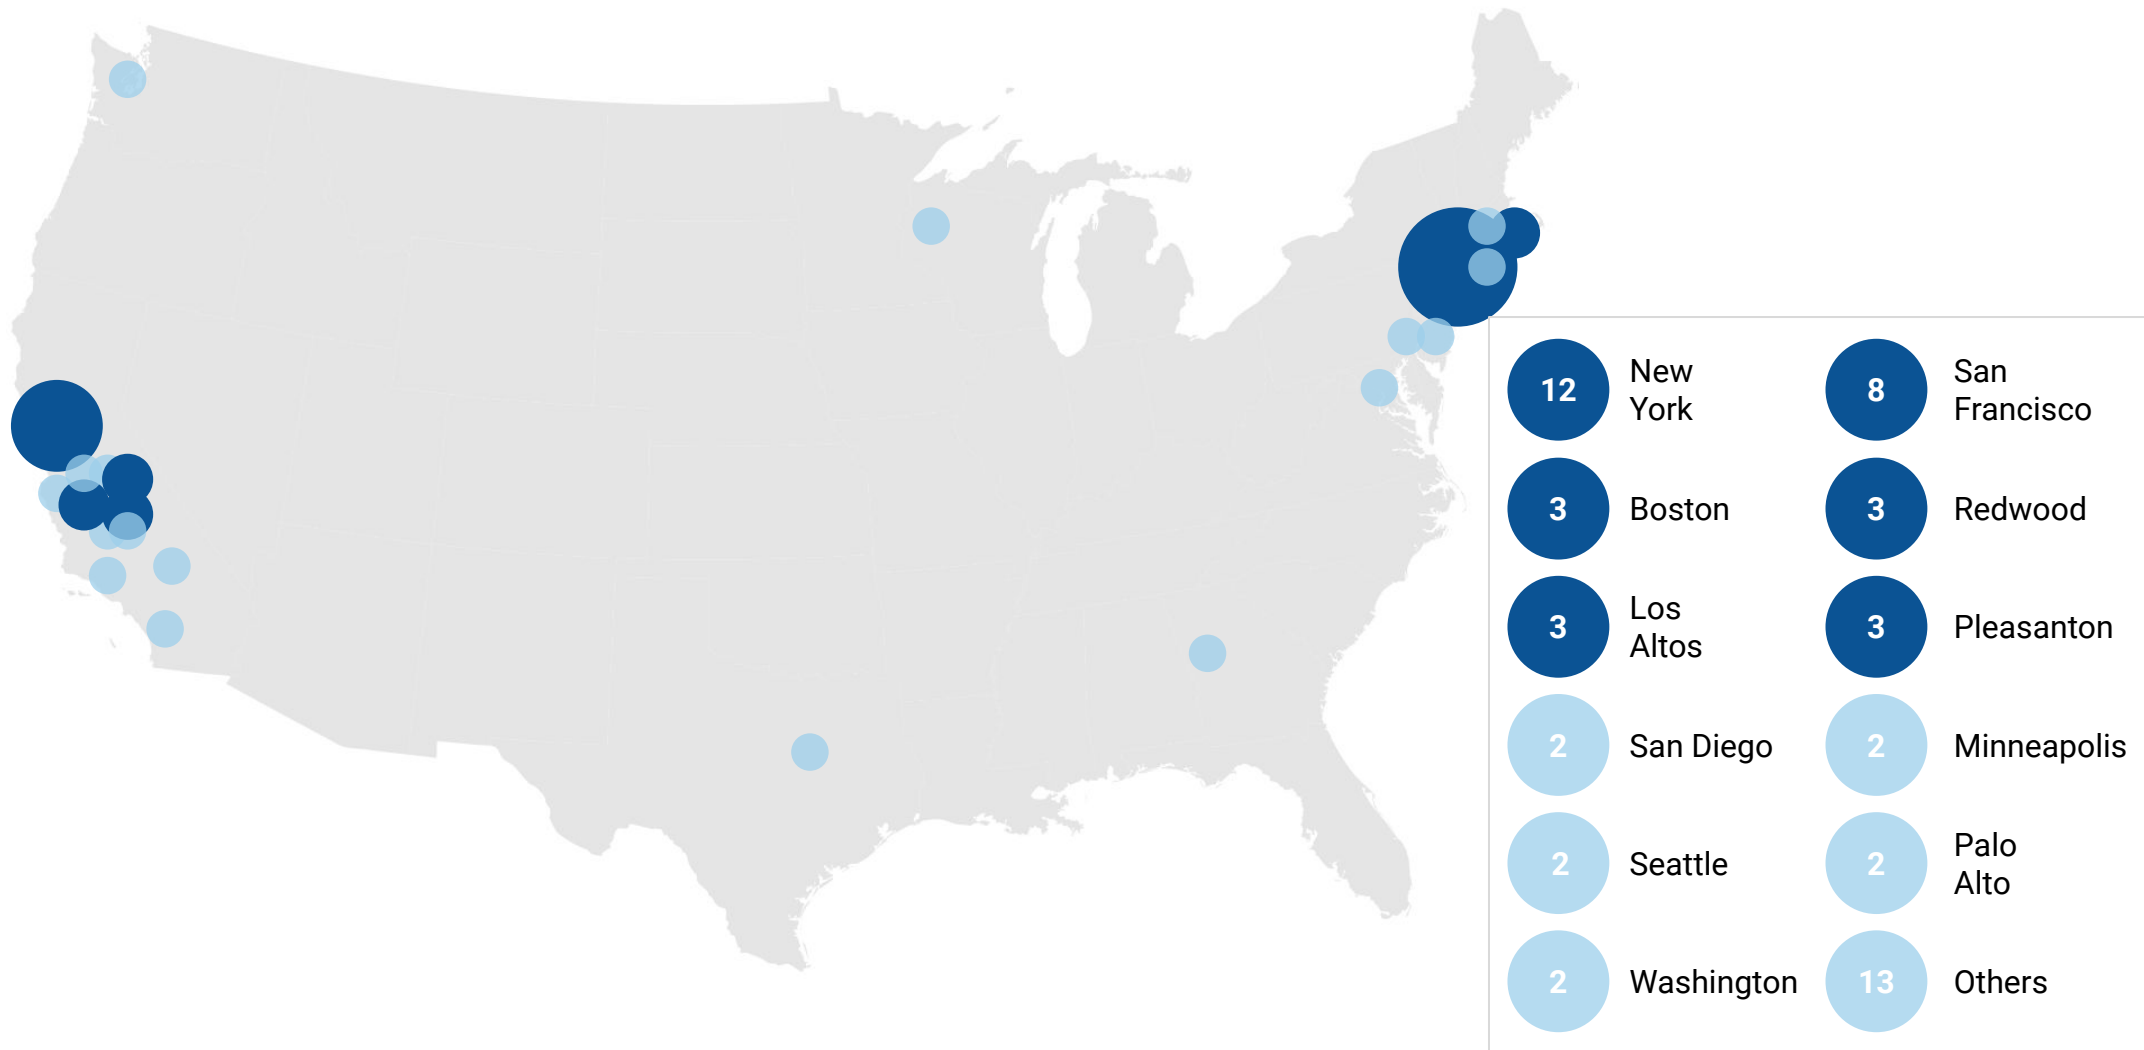 12
New
York
8
San
Francisco
3
Boston
3
Redwood
3
Los
Altos
3
Pleasanton
2
San Diego
2
Minneapolis
2
Seattle
2
Palo
Alto
2
Washington
13
Others